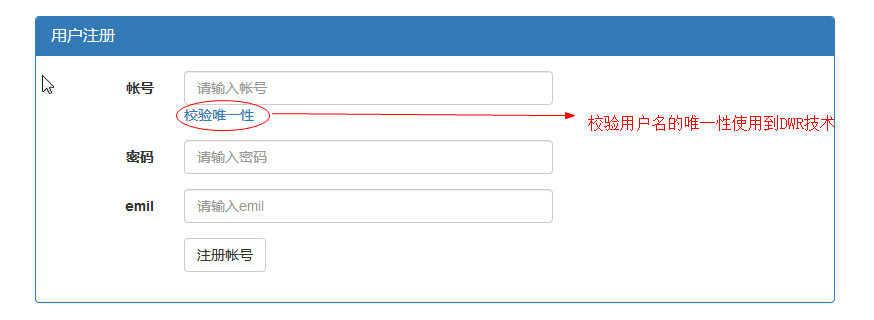 用户注册
帐号 请输入帐号
校验唯一性
校验用户名的唯一性使用到DWR技术
密码 请输入密码
emil 请输入emil
注册帐号